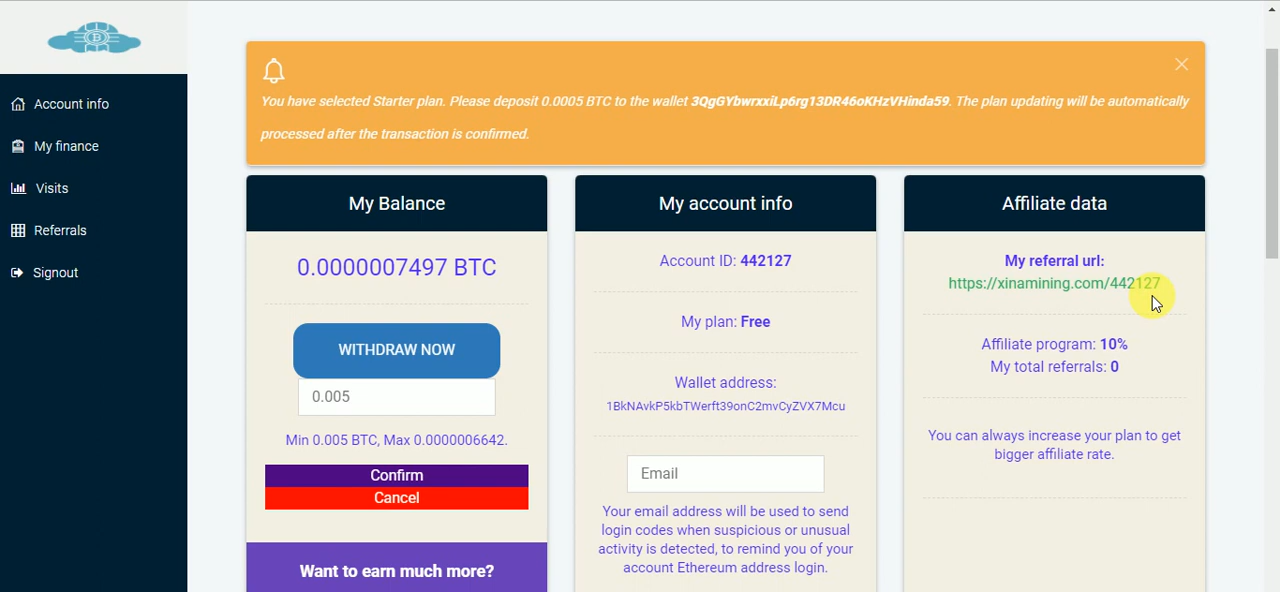 Account info
My finance
Visits
Referrals
Signout
You have selected Starter plan. Please deposit 0.0005 BTC to the wallet 3QgGYbwrxxiLp6rg13DR46oKHzVHinda59. The plan updating will be automatically
processed after the transaction is confirmed.
My Balance
0.0000007497 BTC
WITHDRAW NOW
0.005
Min 0.005 BTC, Max 0.0000006642.
Confirm
Cancel
Want to earn much more?
My account info
Account ID: 442127
My plan: Free
Wallet address:
1BkNAvkP5kbTWerft39onC2mvCyZVX7Mcu
Email
Your email address will be used to send
login codes when suspicious or unusual
activity is detected, to remind you of your
account Ethereum address login.
Affiliate data
My referral url:
https://xinamining.com/442127
Affiliate program: 10%
My total referrals: 0
You can always increase your plan to get
bigger affiliate rate.